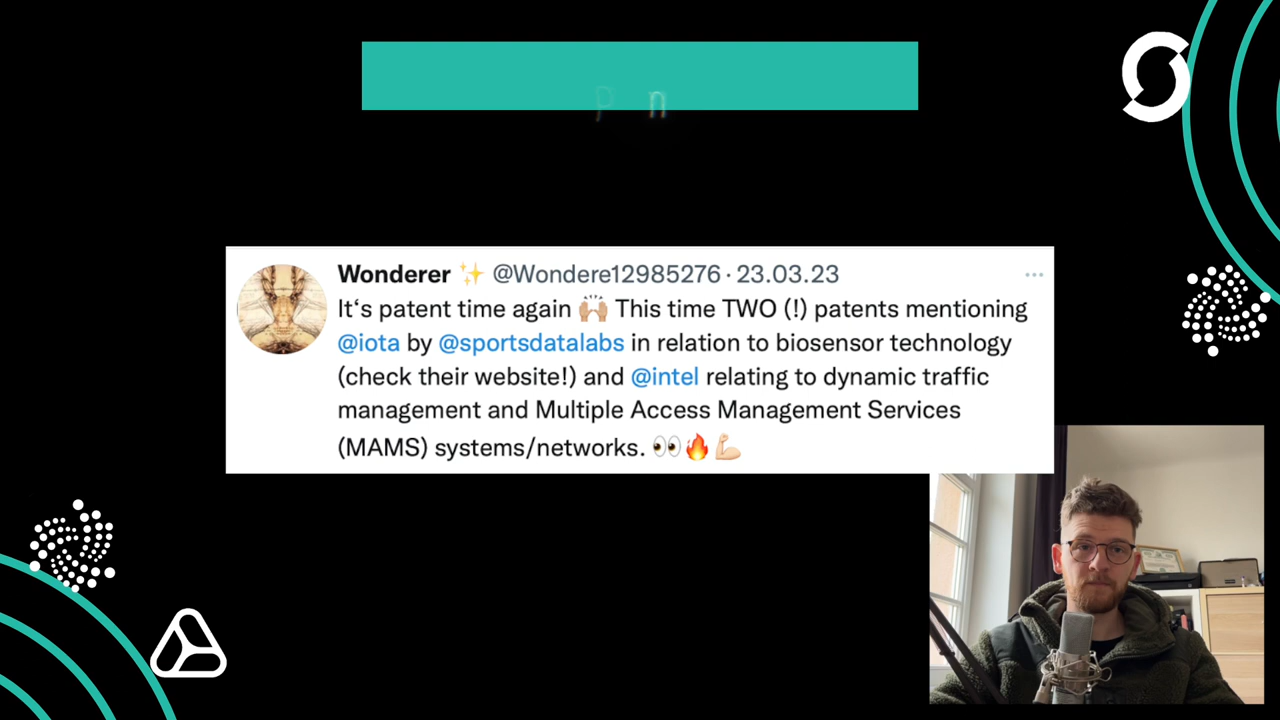 Wonderer ✨ @Wondere12985276 · 23.03.23
It‘s patent time again 🙌🏼 This time TWO (!) patents mentioning
@iota by @sportsdatalabs in relation to biosensor technology
(check their website!) and @intel relating to dynamic traffic
management and Multiple Access Management Services
(MAMS) systems/networks. 👀🔥💪🏻